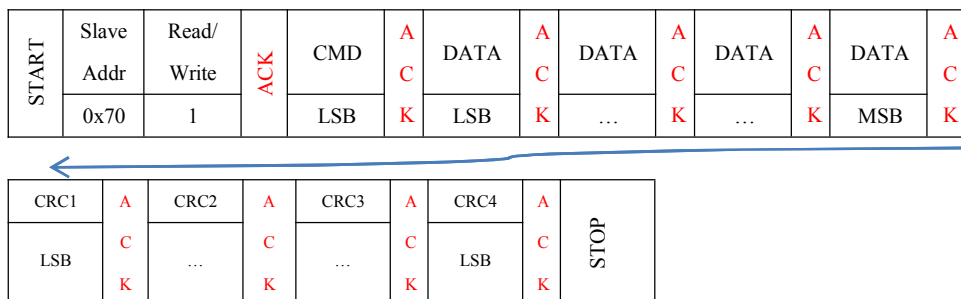 START Slave Addr Read/ Write ACK CMD A C K DATA A C K DATA A C K DATA A C K DATA A C K
0x70 1 LSB LSB … … MSB
CRC1 A C K CRC2 A C K CRC3 A C K CRC4 A C K STOP
LSB … … LSB